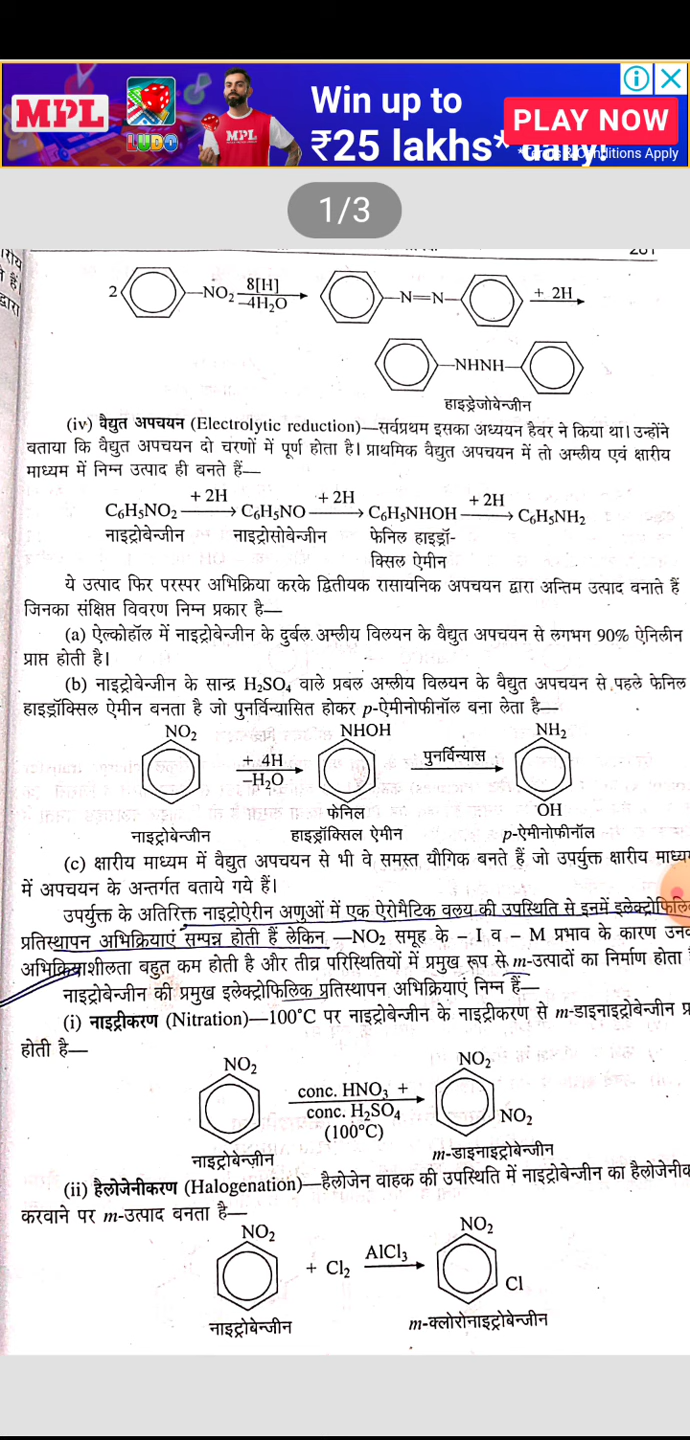 MPL
LUDO
MPL
Win up to
₹25 lakhs* daily!
PLAY NOW
*Terms & Conditions Apply
1/3
2 —NO₂ 8[H] —N=N— + 2H
–4H₂O
—NHNH—
हाइड्रेजोबेन्जीन
(iv) वैद्युत अपचयन (Electrolytic reduction)—सर्वप्रथम इसका अध्ययन हैवर ने किया था। उन्होंने
बताया कि वैद्युत अपचयन दो चरणों में पूर्ण होता है। प्राथमिक वैद्युत अपचयन में तो अम्लीय एवं क्षारीय
माध्यम में निम्न उत्पाद ही बनते हैं—
+ 2H + 2H + 2H
C₆H₅NO₂ ⟶ C₆H₅NO ⟶ C₆H₅NHOH ⟶ C₆H₅NH₂
नाइट्रोबेन्जीन नाइट्रोसोबेन्जीन फेनिल हाइड्रॉ-
क्सिल ऐमीन
ये उत्पाद फिर परस्पर अभिक्रिया करके द्वितीयक रासायनिक अपचयन द्वारा अन्तिम उत्पाद बनाते हैं
जिनका संक्षिप्त विवरण निम्न प्रकार है—
(a) ऐल्कोहॉल में नाइट्रोबेन्जीन के दुर्बल अम्लीय विलयन के वैद्युत अपचयन से लगभग 90% ऐनिलीन
प्राप्त होती है।
(b) नाइट्रोबेन्जीन के सान्द्र H₂SO₄ वाले प्रबल अम्लीय विलयन के वैद्युत अपचयन से पहले फेनिल
हाइड्रॉक्सिल ऐमीन बनता है जो पुनर्विन्यासित होकर p-ऐमीनोफीनॉल बना लेता है—
NO₂ NHOH NH₂
+ 4H पुनर्विन्यास
–H₂O
फेनिल OH
नाइट्रोबेन्जीन हाइड्रॉक्सिल ऐमीन p-ऐमीनोफीनॉल
(c) क्षारीय माध्यम में वैद्युत अपचयन से भी वे समस्त यौगिक बनते हैं जो उपर्युक्त क्षारीय
में अपचयन के अन्तर्गत बताये गये हैं।
उपर्युक्त के अतिरिक्त नाइट्रोऐरीन अणुओं में एक ऐरोमैटिक वलय की उपस्थिति से इनमें
प्रतिस्थापन अभिक्रियाएं सम्पन्न होती हैं लेकिन —NO₂ समूह के – I व – M प्रभाव के कारण
अभिक्रियाशीलता बहुत कम होती है और तीव्र परिस्थितियों में प्रमुख रूप से m-उत्पादों का निर्माण होता
नाइट्रोबेन्जीन की प्रमुख इलेक्ट्रोफिलिक प्रतिस्थापन अभिक्रियाएं निम्न हैं—
(i) नाइट्रीकरण (Nitration)—100°C पर नाइट्रोबेन्जीन के नाइट्रीकरण से m-डाइनाइट्रोबेन्जीन
होती है—
NO₂ NO₂
conc. HNO₃ +
conc. H₂SO₄ NO₂
(100°C)
नाइट्रोबेन्ज़ीन m-डाइनाइट्रोबेन्जीन
(ii) हैलोजेनीकरण (Halogenation)—हैलोजेन वाहक की उपस्थिति में नाइट्रोबेन्जीन का
करवाने पर m-उत्पाद बनता है—
NO₂ NO₂
+ Cl₂ AlCl₃
Cl
नाइट्रोबेन्जीन m-क्लोरोनाइट्रोबेन्जीन